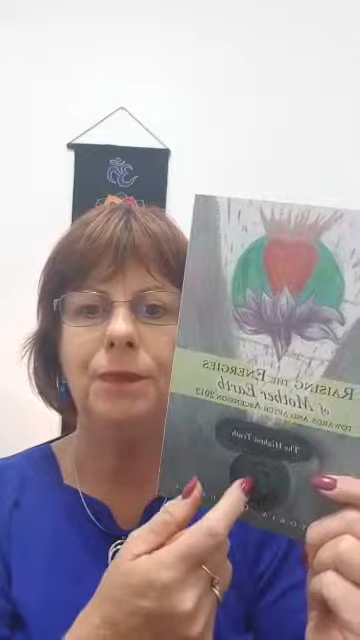 ॐ
RAISING THE ENERGIES
of Mother Earth
TOWARDS AND AFTER ASCENSION 2012
The Highest Truth